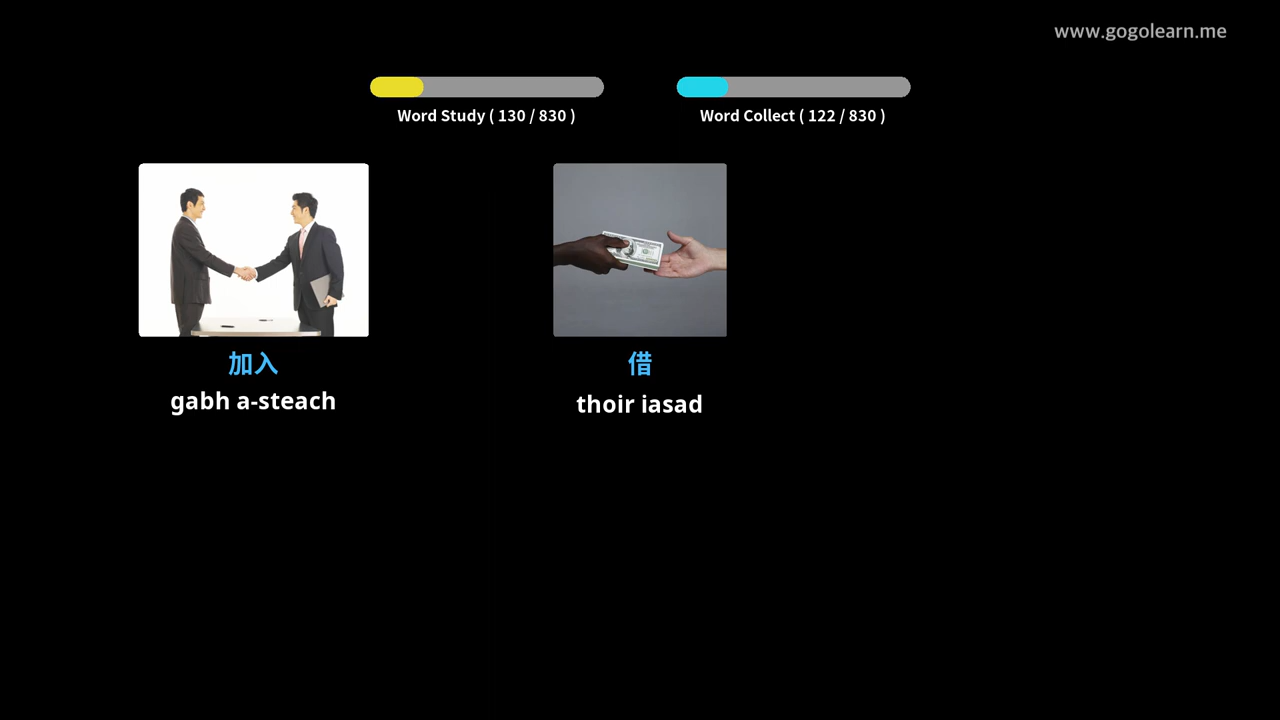 www.gogolearn.me
Word Study ( 130 / 830 )
Word Collect ( 122 / 830 )
加入
gabh a-steach
借
thoir iasad